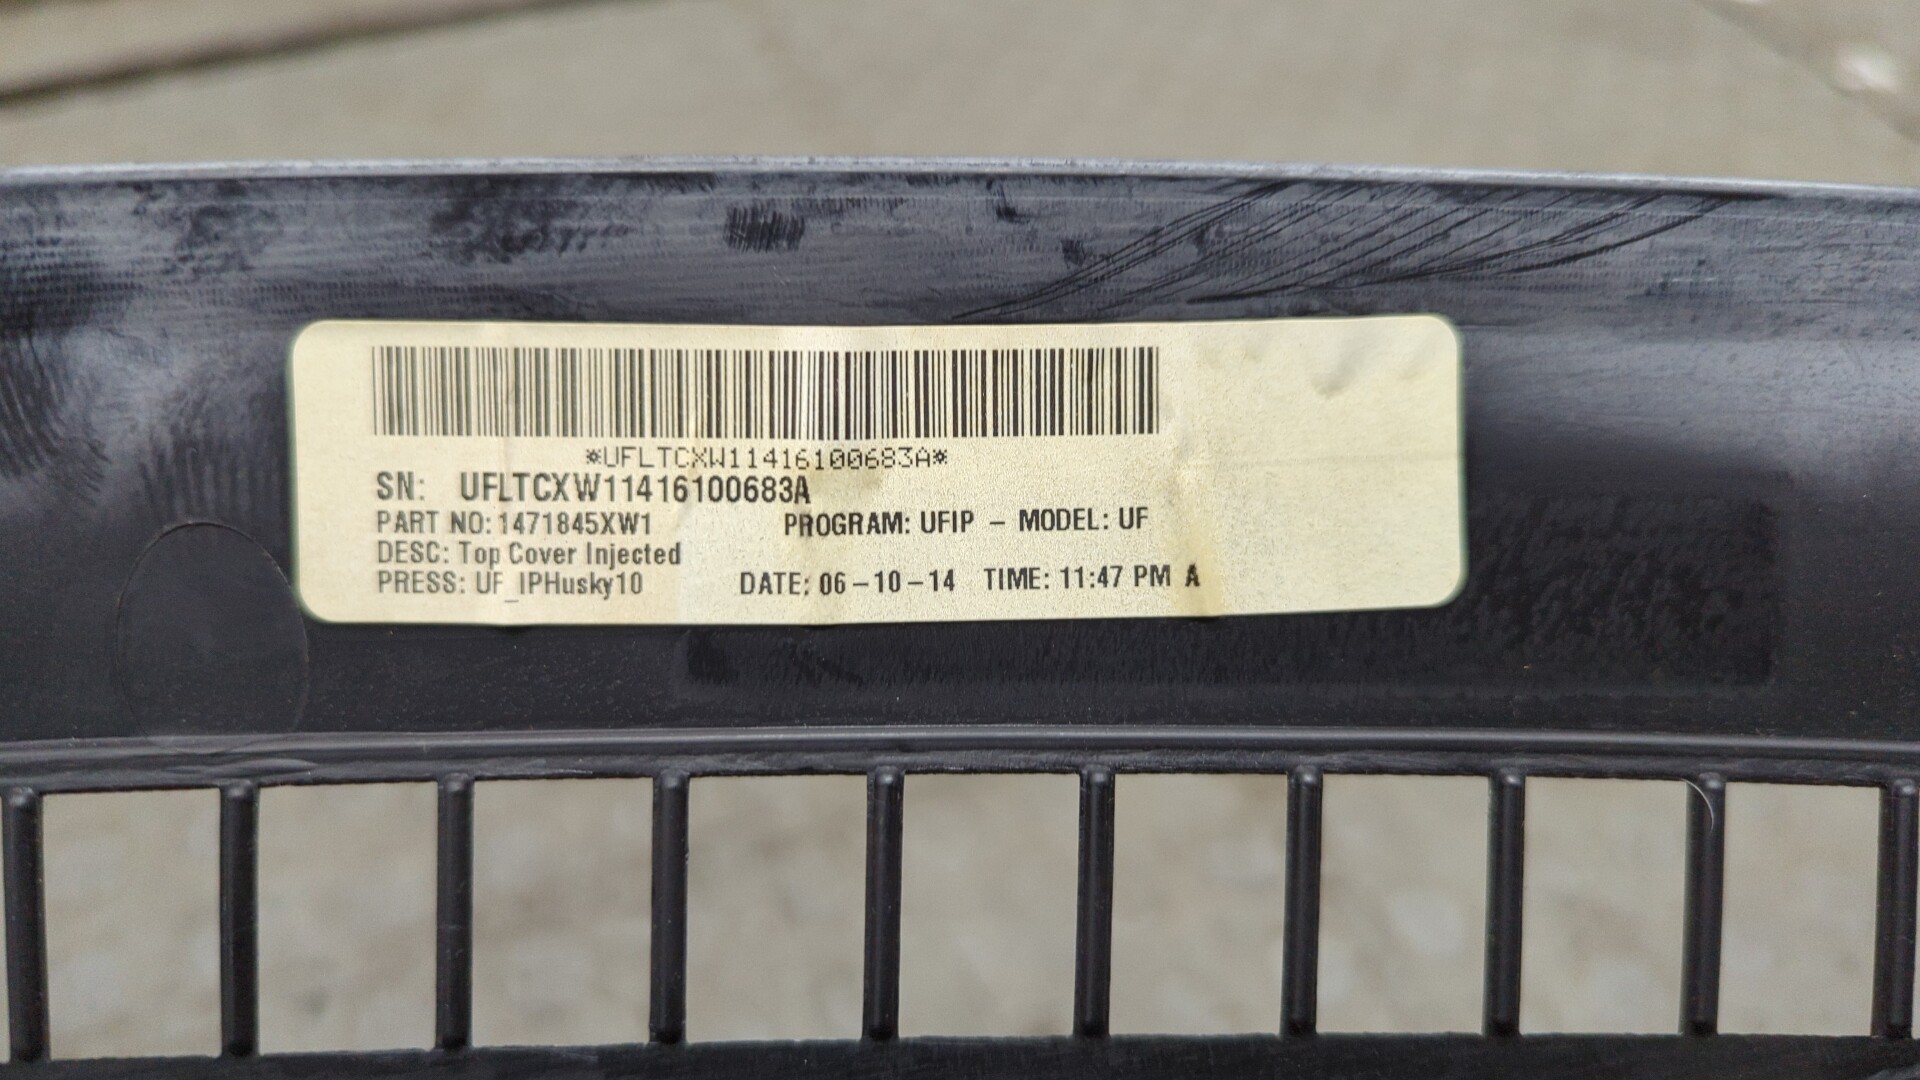 *UFLTCXW11416100683A*
SN: UFLTCXW11416100683A
PART NO: 1471845XW1 PROGRAM: UFIP - MODEL: UF
DESC: Top Cover Injected
PRESS: UF_IPHusky10 DATE: 06-10-14 TIME: 11:47 PM A